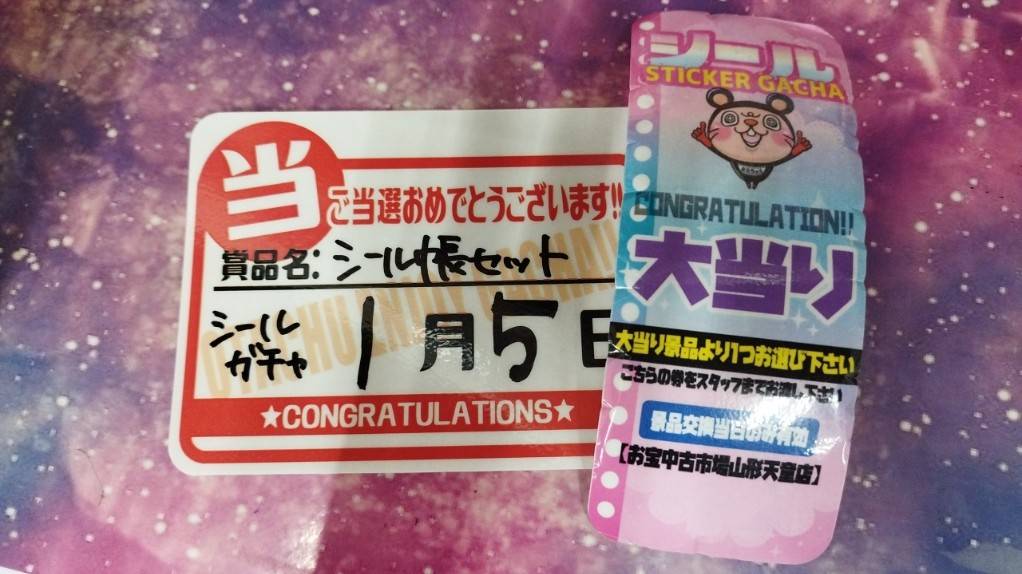 当
ご当選おめでとうございます!!
賞品名:シール帳セット
シール
ガチャ
1月5日
★CONGRATULATIONS★
シール
STICKER GACHA
CONGRATULATION!!
大当り
大当り景品より1つお選び下さい
こちらの券をスタッフまでお渡し下さい
景品交換当日のみ有効
【お宝中古市場山形天童店】